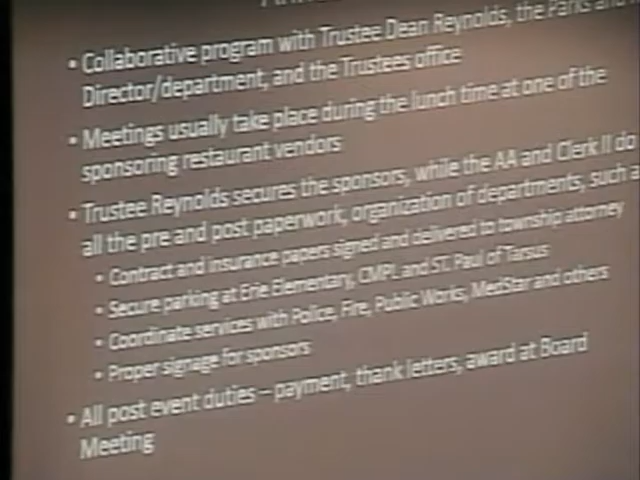 • Collaborative program with Trustee Dean Reynolds, the Parks and
Director/department, and the Trustees office
• Meetings usually take place during the lunch time at one of the
sponsoring restaurant vendors
• Trustee Reynolds secures the sponsors, while the AA and Clerk II do
all the pre and post paperwork, organization of departments, such a
• Contract and insurance papers signed and delivered to township attorney
• Secure parking at Erie Elementary, CMPL and ST. Paul of Tarsus
• Coordinate services with Police, Fire, Public Works, MedStar and others
• Proper signage for sponsors
• All post event duties – payment, thank letters, award at Board
Meeting